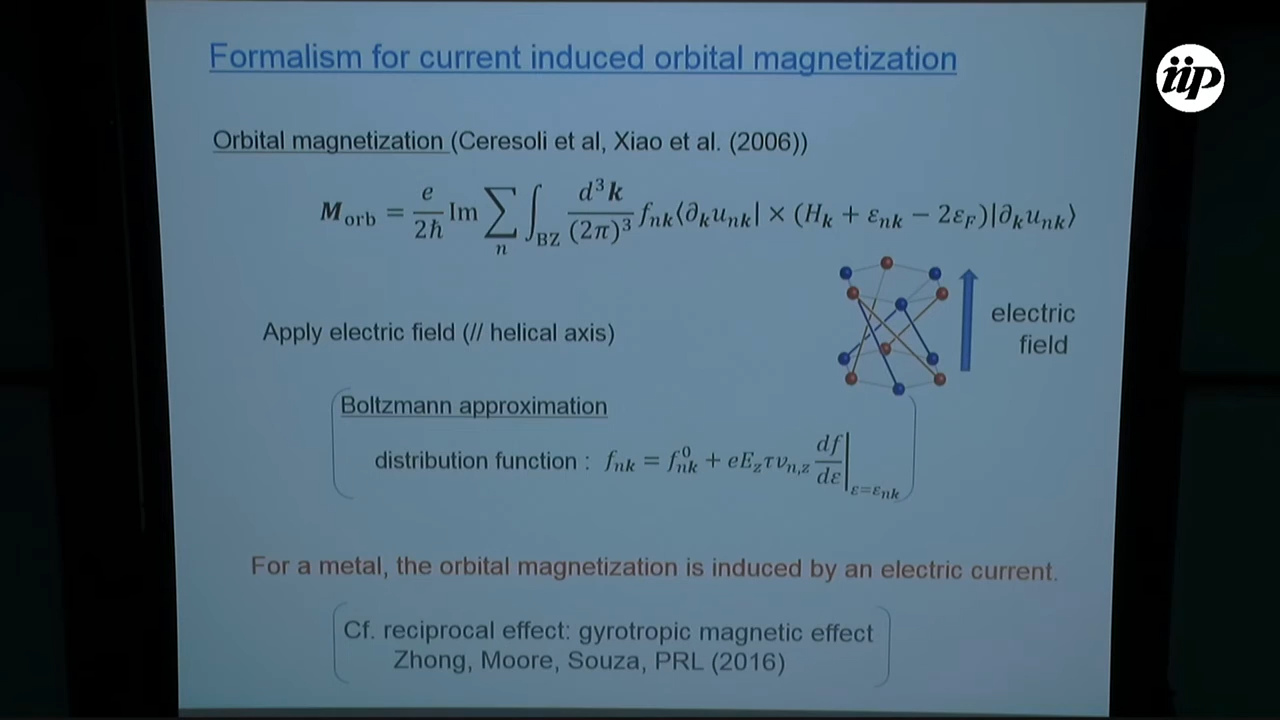 Formalism for current induced orbital magnetization
iip
Orbital magnetization (Ceresoli et al, Xiao et al. (2006))
𝑴_orb = e/2ħ Im ∑_n ∫_BZ d³𝒌/(2π)³ f_nk⟨∂_k u_nk| × (H_k + ε_nk − 2ε_F)|∂_k u_nk⟩
Apply electric field (// helical axis)
electric
field
Boltzmann approximation
distribution function : f_nk = f⁰_nk + eE_zτv_n,z df/dε|_ε=ε_nk
For a metal, the orbital magnetization is induced by an electric current.
Cf. reciprocal effect: gyrotropic magnetic effect
Zhong, Moore, Souza, PRL (2016)